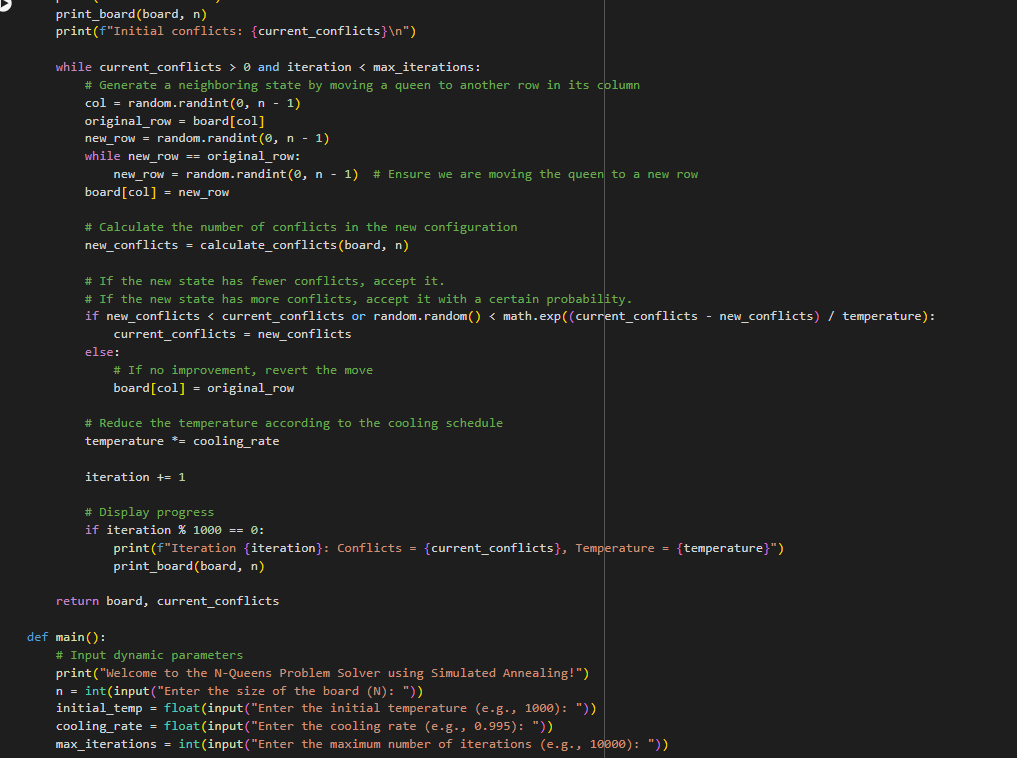 print_board(board, n)
print(f"Initial conflicts: {current_conflicts}\n")
while current_conflicts > 0 and iteration < max_iterations:
# Generate a neighboring state by moving a queen to another row in its column
col = random.randint(0, n - 1)
original_row = board[col]
new_row = random.randint(0, n - 1)
while new_row == original_row:
new_row = random.randint(0, n - 1)  # Ensure we are moving the queen to a new row
board[col] = new_row
# Calculate the number of conflicts in the new configuration
new_conflicts = calculate_conflicts(board, n)
# If the new state has fewer conflicts, accept it.
# If the new state has more conflicts, accept it with a certain probability.
if new_conflicts < current_conflicts or random.random() < math.exp((current_conflicts - new_conflicts) / temperature):
current_conflicts = new_conflicts
else:
# If no improvement, revert the move
board[col] = original_row
# Reduce the temperature according to the cooling schedule
temperature *= cooling_rate
iteration += 1
# Display progress
if iteration % 1000 == 0:
print(f"Iteration {iteration}: Conflicts = {current_conflicts}, Temperature = {temperature}")
print_board(board, n)
return board, current_conflicts
def main():
# Input dynamic parameters
print("Welcome to the N-Queens Problem Solver using Simulated Annealing!")
n = int(input("Enter the size of the board (N): "))
initial_temp = float(input("Enter the initial temperature (e.g., 1000): "))
cooling_rate = float(input("Enter the cooling rate (e.g., 0.995): "))
max_iterations = int(input("Enter the maximum number of iterations (e.g., 10000): "))